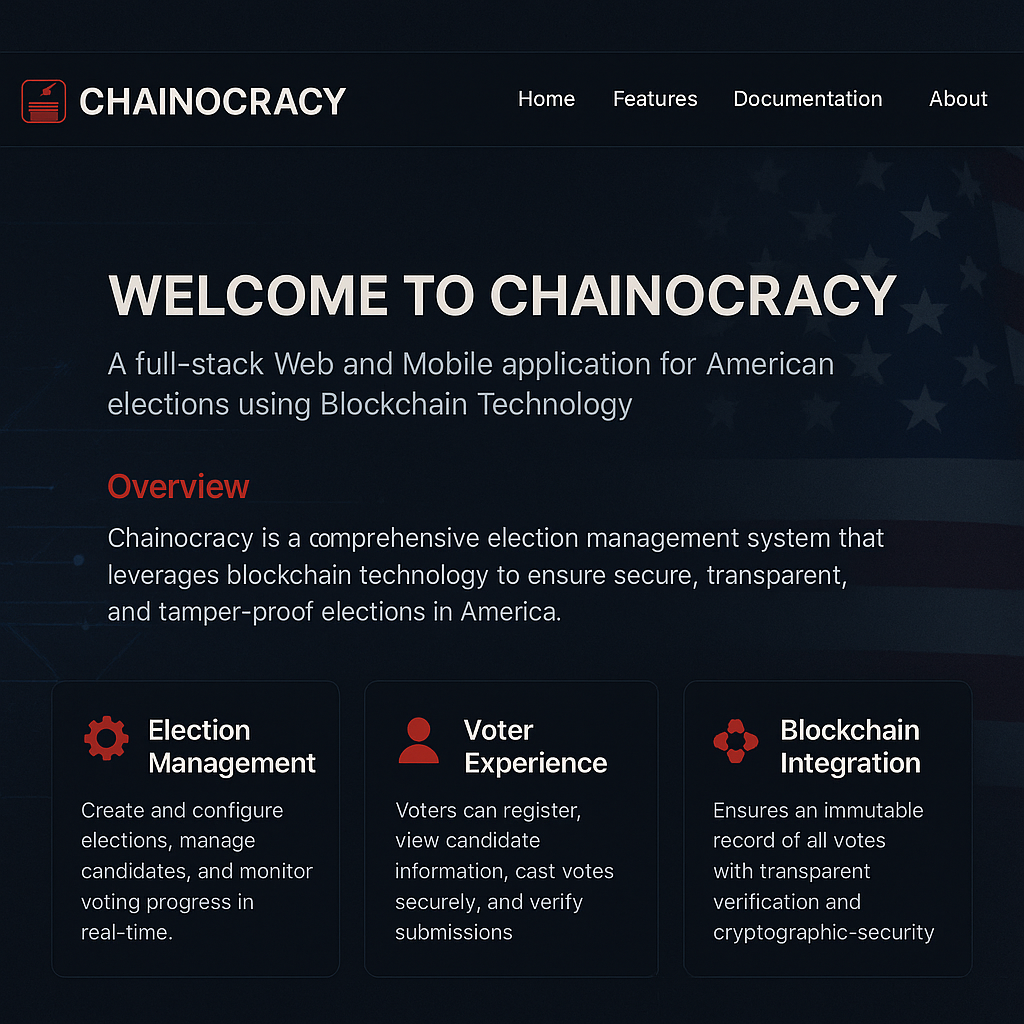 CHAINOCRACY
Home Features Documentation About
WELCOME TO CHAINOCRACY
A full-stack Web and Mobile application for American
elections using Blockchain Technology
Overview
Chainocracy is a comprehensive election management system that
leverages blockchain technology to ensure secure, transparent,
and tamper-proof elections in America.
Election
Management
Create and configure
elections, manage
candidates, and monitor
voting progress in
real-time.
Voter
Experience
Voters can register,
view candidate
information, cast votes
securely, and verify
submissions
Blockchain
Integration
Ensures an immutable
record of all votes
with transparent
verification and
cryptographic-security